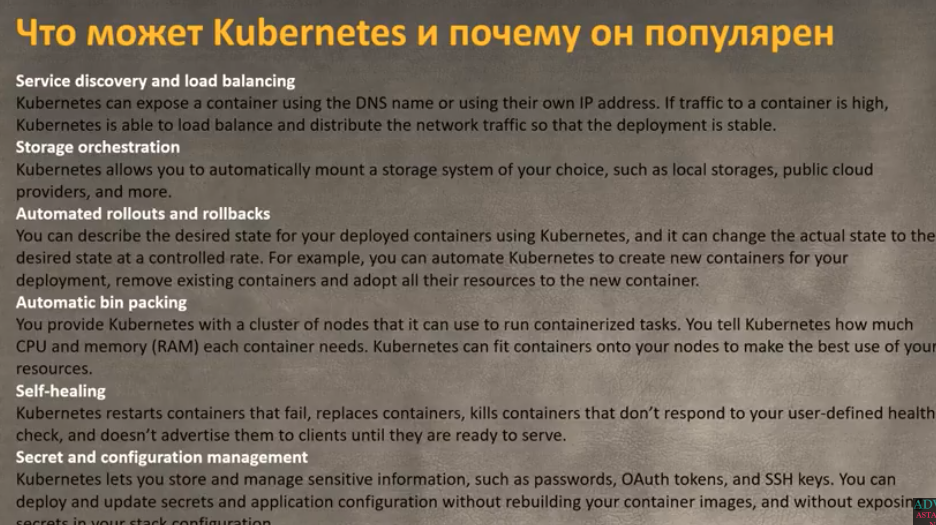 Что может Kubernetes и почему он популярен
Service discovery and load balancing
Kubernetes can expose a container using the DNS name or using their own IP address. If traffic to a container is high,
Kubernetes is able to load balance and distribute the network traffic so that the deployment is stable.
Storage orchestration
Kubernetes allows you to automatically mount a storage system of your choice, such as local storages, public cloud
providers, and more.
Automated rollouts and rollbacks
You can describe the desired state for your deployed containers using Kubernetes, and it can change the actual state to the
desired state at a controlled rate. For example, you can automate Kubernetes to create new containers for your
deployment, remove existing containers and adopt all their resources to the new container.
Automatic bin packing
You provide Kubernetes with a cluster of nodes that it can use to run containerized tasks. You tell Kubernetes how much
CPU and memory (RAM) each container needs. Kubernetes can fit containers onto your nodes to make the best use of your
resources.
Self-healing
Kubernetes restarts containers that fail, replaces containers, kills containers that don’t respond to your user-defined health
check, and doesn’t advertise them to clients until they are ready to serve.
Secret and configuration management
Kubernetes lets you store and manage sensitive information, such as passwords, OAuth tokens, and SSH keys. You can
deploy and update secrets and application configuration without rebuilding your container images, and without exposing
secrets in your stack configuration.